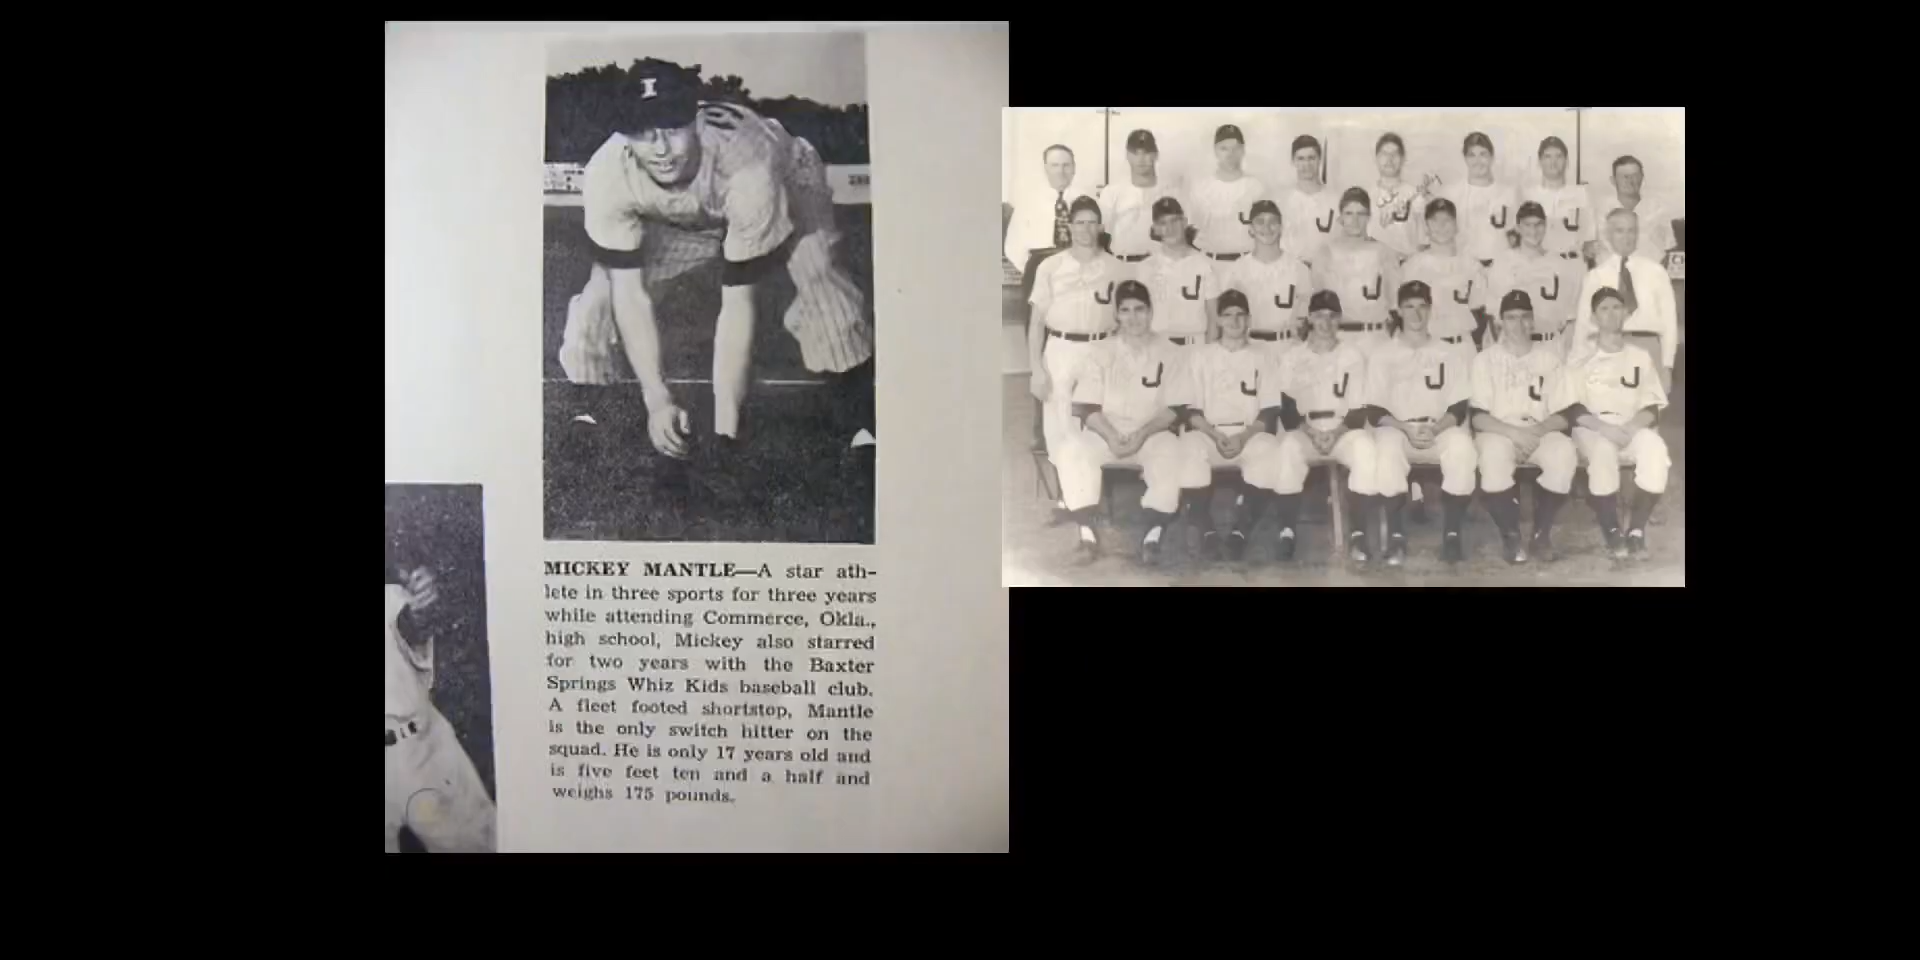 I
MICKEY MANTLE—A star ath-
lete in three sports for three years
while attending Commerce, Okla.,
high school, Mickey also starred
for two years with the Baxter
Springs Whiz Kids baseball club.
A fleet footed shortstop, Mantle
is the only switch hitter on the
squad. He is only 17 years old and
is five feet ten and a half and
weighs 175 pounds.
J J J J J
J J J J J J
J J J J J J